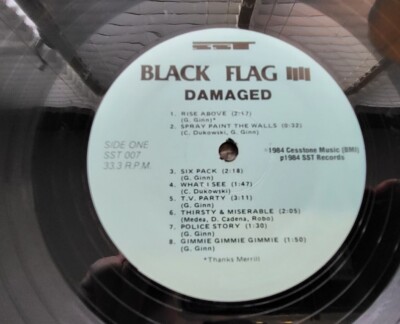 SST
BLACK FLAG
DAMAGED
1. RISE ABOVE (2:17)*
(G. Ginn)
2. SPRAY PAINT THE WALLS (0:32)
(C. Dukowski, G. Ginn)
SIDE ONE
SST 007
33.3 R.P.M.
*1984 Cesstone Music (BMI)
p1984 SST Records
3. SIX PACK (2:18)
(G. Ginn)
4. WHAT I SEE (1:47)
(C. Dukowski)
5. T.V. PARTY (3:11)
(G. Ginn)
6. THIRSTY & MISERABLE (2:05)
(Medea, D. Cadena, Robo)
7. POLICE STORY (1:30)
(G. Ginn)
8. GIMMIE GIMMIE GIMMIE (1:50)
(G. Ginn)
*Thanks Merrill